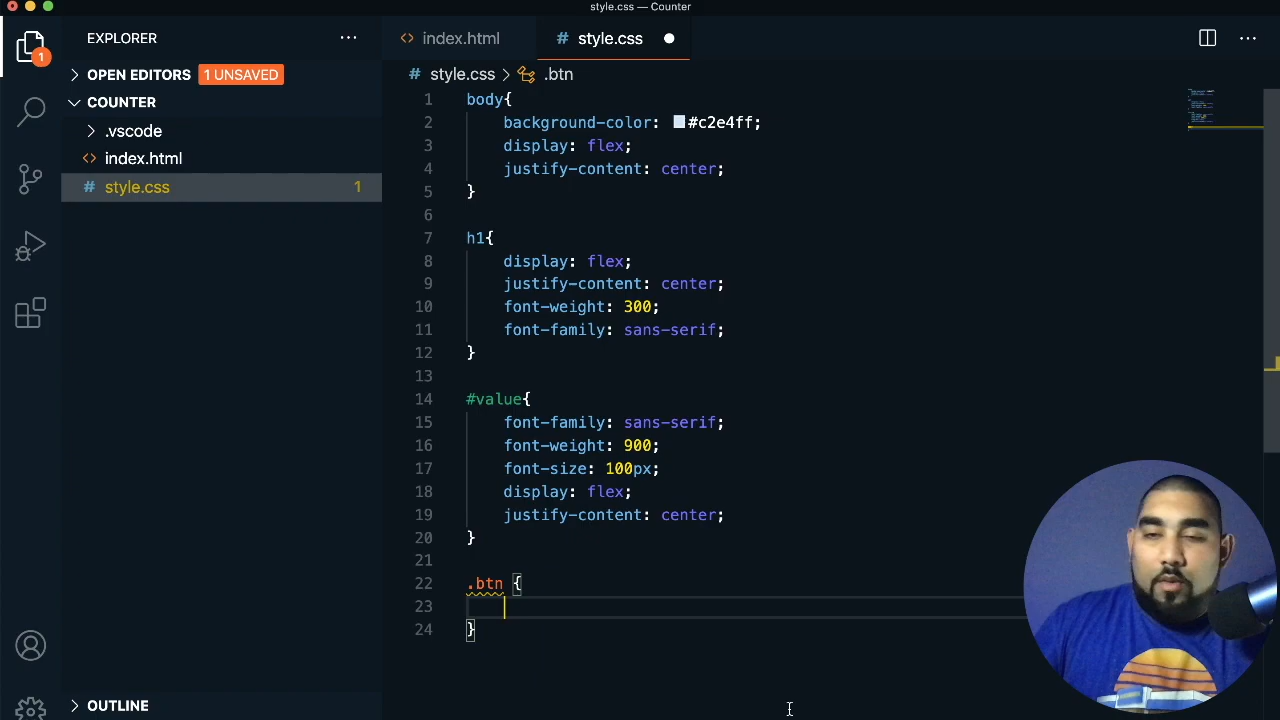 style.css — Counter
1
EXPLORER
OPEN EDITORS 1 UNSAVED
COUNTER
.vscode
<> index.html
# style.css 1
OUTLINE
<> index.html
# style.css
# style.css > .btn
1 body{
2 background-color: #c2e4ff;
3 display: flex;
4 justify-content: center;
5 }
6
7 h1{
8 display: flex;
9 justify-content: center;
10 font-weight: 300;
11 font-family: sans-serif;
12 }
13
14 #value{
15 font-family: sans-serif;
16 font-weight: 900;
17 font-size: 100px;
18 display: flex;
19 justify-content: center;
20 }
21
22 .btn {
23
24 }